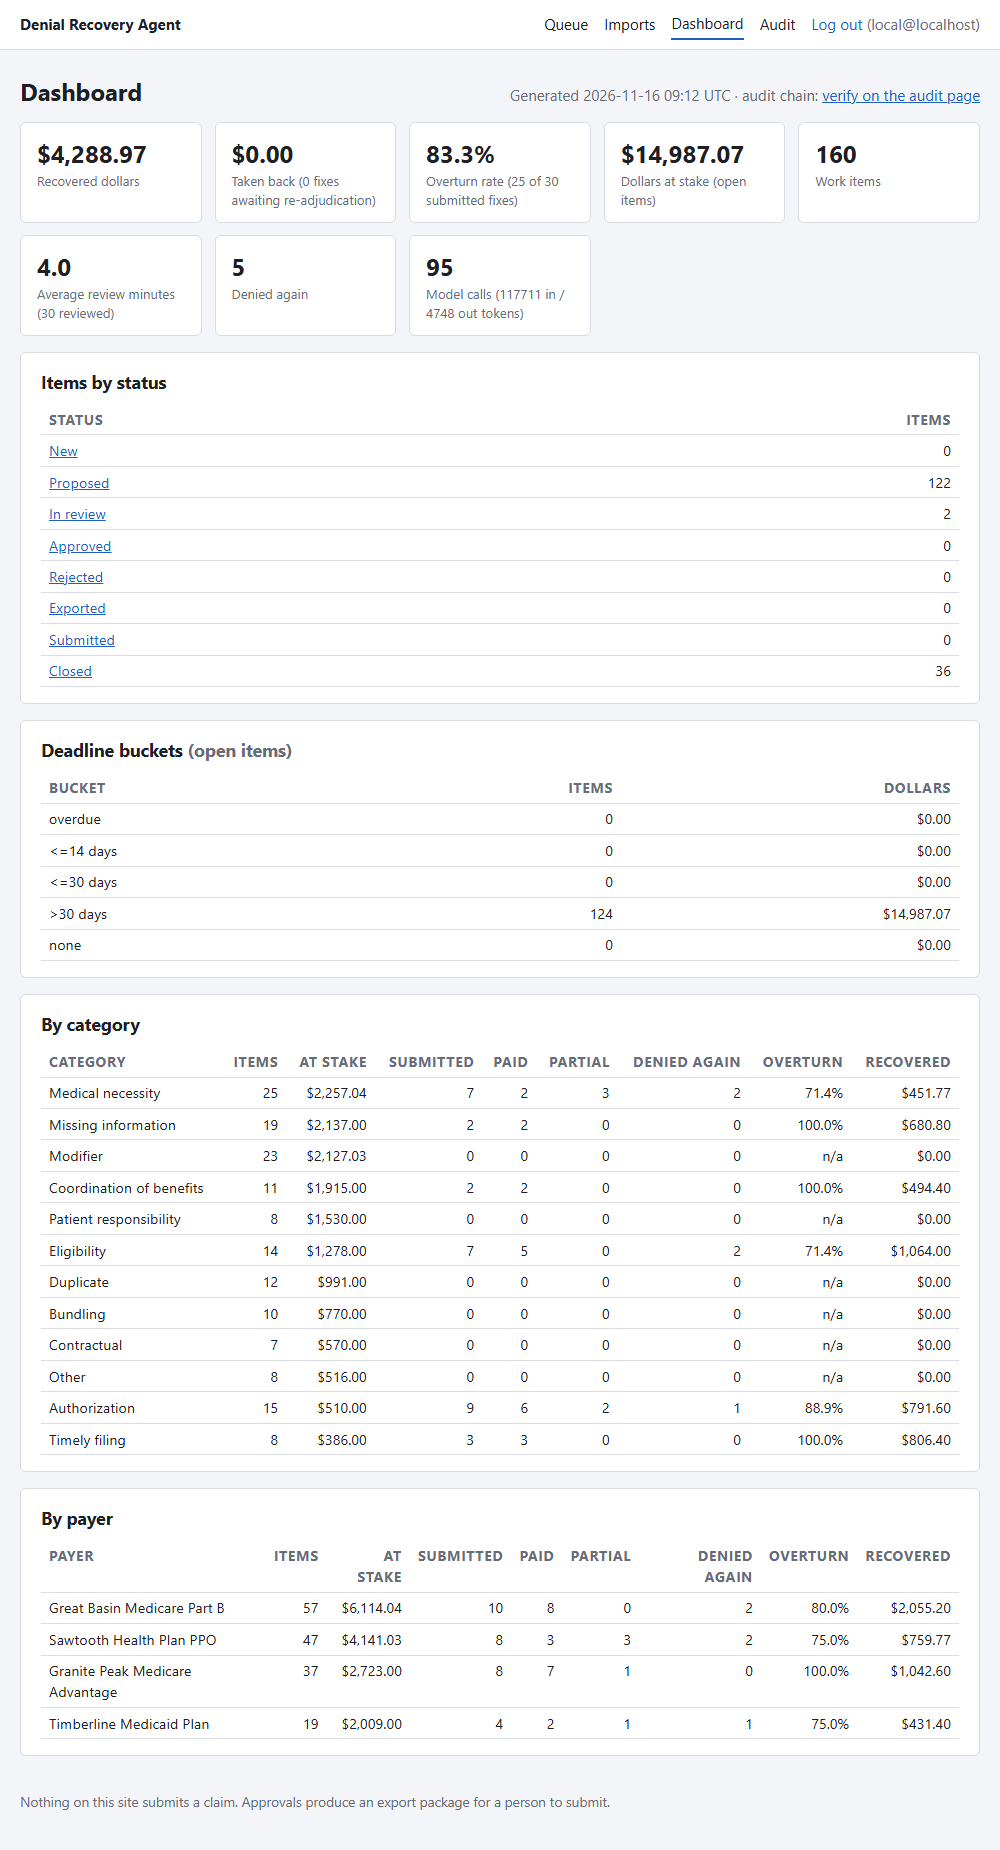 Denial Recovery Agent Queue Imports Dashboard Audit Log out (local@localhost)
Dashboard Generated 2026-11-16 09:12 UTC · audit chain: verify on the audit page
$4,288.97 $0.00 83.3% $14,987.07 160
Recovered dollars Taken back (0 fixes Overturn rate (25 of 30 Dollars at stake (open Work items
awaiting re-adjudication) submitted fixes) items)
4.0 5 95
Average review minutes Denied again Model calls (117711 in /
(30 reviewed) 4748 out tokens)
Items by status
STATUS ITEMS
New 0
Proposed 122
In review 2
Approved 0
Rejected 0
Exported 0
Submitted 0
Closed 36
Deadline buckets (open items)
BUCKET ITEMS DOLLARS
overdue 0 $0.00
<=14 days 0 $0.00
<=30 days 0 $0.00
>30 days 124 $14,987.07
none 0 $0.00
By category
CATEGORY ITEMS AT STAKE SUBMITTED PAID PARTIAL DENIED AGAIN OVERTURN RECOVERED
Medical necessity 25 $2,257.04 7 2 3 2 71.4% $451.77
Missing information 19 $2,137.00 2 2 0 0 100.0% $680.80
Modifier 23 $2,127.03 0 0 0 0 n/a $0.00
Coordination of benefits 11 $1,915.00 2 2 0 0 100.0% $494.40
Patient responsibility 8 $1,530.00 0 0 0 0 n/a $0.00
Eligibility 14 $1,278.00 7 5 0 2 71.4% $1,064.00
Duplicate 12 $991.00 0 0 0 0 n/a $0.00
Bundling 10 $770.00 0 0 0 0 n/a $0.00
Contractual 7 $570.00 0 0 0 0 n/a $0.00
Other 8 $516.00 0 0 0 0 n/a $0.00
Authorization 15 $510.00 9 6 2 1 88.9% $791.60
Timely filing 8 $386.00 3 3 0 0 100.0% $806.40
By payer
PAYER ITEMS AT SUBMITTED PAID PARTIAL DENIED OVERTURN RECOVERED
STAKE AGAIN
Great Basin Medicare Part B 57 $6,114.04 10 8 0 2 80.0% $2,055.20
Sawtooth Health Plan PPO 47 $4,141.03 8 3 3 2 75.0% $759.77
Granite Peak Medicare 37 $2,723.00 8 7 1 0 100.0% $1,042.60
Advantage
Timberline Medicaid Plan 19 $2,009.00 4 2 1 1 75.0% $431.40
Nothing on this site submits a claim. Approvals produce an export package for a person to submit.